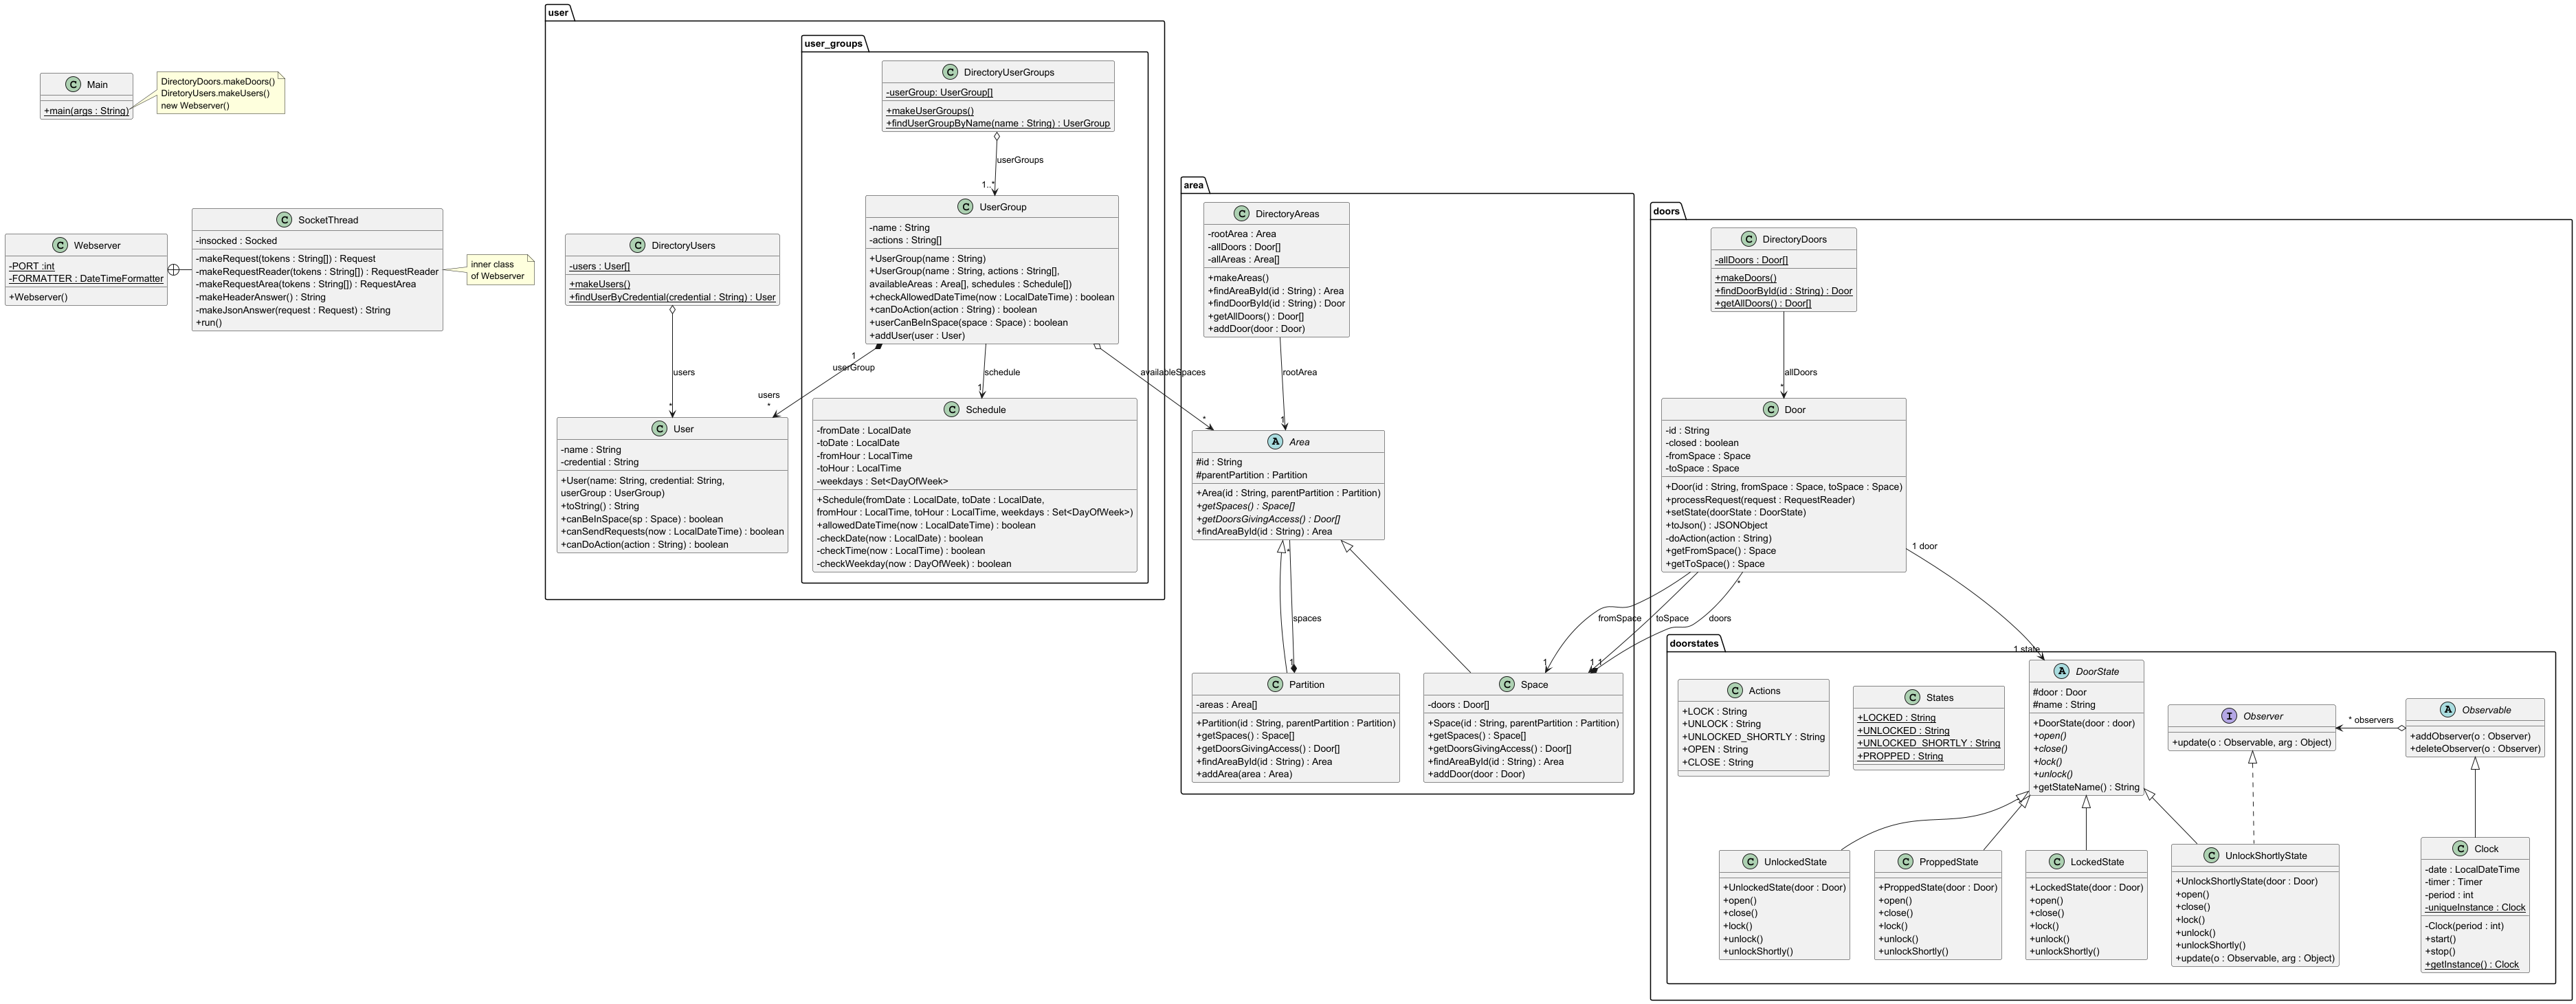 Main
+main(args : String)
DirectoryDoors.makeDoors()
DiretoryUsers.makeUsers()
new Webserver()
Webserver
-PORT :int
-FORMATTER : DateTimeFormatter
+Webserver()
SocketThread
-insocked : Socked
-makeRequest(tokens : String[]) : Request
-makeRequestReader(tokens : String[]) : RequestReader
-makeRequestArea(tokens : String[]) : RequestArea
-makeHeaderAnswer() : String
-makeJsonAnswer(request : Request) : String
+run()
inner class
of Webserver
user
DirectoryUsers
-users : User[]
+makeUsers()
+findUserByCredential(credential : String) : User
users
*
User
-name : String
-credential : String
+User(name: String, credential: String,
userGroup : UserGroup)
+toString() : String
+canBeInSpace(sp : Space) : boolean
+canSendRequests(now : LocalDateTime) : boolean
+canDoAction(action : String) : boolean
user_groups
DirectoryUserGroups
-userGroup: UserGroup[]
+makeUserGroups()
+findUserGroupByName(name : String) : UserGroup
userGroups
1..*
UserGroup
-name : String
-actions : String[]
+UserGroup(name : String)
+UserGroup(name : String, actions : String[],
availableAreas : Area[], schedules : Schedule[])
+checkAllowedDateTime(now : LocalDateTime) : boolean
+canDoAction(action : String) : boolean
+userCanBeInSpace(space : Space) : boolean
+addUser(user : User)
1
userGroup
users
*
schedule
1
availableSpaces
*
Schedule
-fromDate : LocalDate
-toDate : LocalDate
-fromHour : LocalTime
-toHour : LocalTime
-weekdays : Set<DayOfWeek>
+Schedule(fromDate : LocalDate, toDate : LocalDate,
fromHour : LocalTime, toHour : LocalTime, weekdays : Set<DayOfWeek>)
+allowedDateTime(now : LocalDateTime) : boolean
-checkDate(now : LocalDate) : boolean
-checkTime(now : LocalTime) : boolean
-checkWeekday(now : DayOfWeek) : boolean
area
DirectoryAreas
-rootArea : Area
-allDoors : Door[]
-allAreas : Area[]
+makeAreas()
+findAreaById(id : String) : Area
+findDoorById(id : String) : Door
+getAllDoors() : Door[]
+addDoor(door : Door)
rootArea
1
Area
#id : String
#parentPartition : Partition
+Area(id : String, parentPartition : Partition)
+getSpaces() : Space[]
+getDoorsGivingAccess() : Door[]
+findAreaById(id : String) : Area
*
spaces
1
Partition
-areas : Area[]
+Partition(id : String, parentPartition : Partition)
+getSpaces() : Space[]
+getDoorsGivingAccess() : Door[]
+findAreaById(id : String) : Area
+addArea(area : Area)
Space
-doors : Door[]
+Space(id : String, parentPartition : Partition)
+getSpaces() : Space[]
+getDoorsGivingAccess() : Door[]
+findAreaById(id : String) : Area
+addDoor(door : Door)
doors
DirectoryDoors
-allDoors : Door[]
+makeDoors()
+findDoorById(id : String) : Door
+getAllDoors() : Door[]
allDoors
*
Door
-id : String
-closed : boolean
-fromSpace : Space
-toSpace : Space
+Door(id : String, fromSpace : Space, toSpace : Space)
+processRequest(request : RequestReader)
+setState(doorState : DoorState)
+toJson() : JSONObject
-doAction(action : String)
+getFromSpace() : Space
+getToSpace() : Space
1 door
*
fromSpace
toSpace
doors
1
1
1
1 state
doorstates
Actions
+LOCK : String
+UNLOCK : String
+UNLOCKED_SHORTLY : String
+OPEN : String
+CLOSE : String
States
+LOCKED : String
+UNLOCKED : String
+UNLOCKED_SHORTLY : String
+PROPPED : String
DoorState
#door : Door
#name : String
+DoorState(door : door)
+open()
+close()
+lock()
+unlock()
+getStateName() : String
Observer
+update(o : Observable, arg : Object)
* observers
Observable
+addObserver(o : Observer)
+deleteObserver(o : Observer)
UnlockedState
+UnlockedState(door : Door)
+open()
+close()
+lock()
+unlock()
+unlockShortly()
ProppedState
+ProppedState(door : Door)
+open()
+close()
+lock()
+unlock()
+unlockShortly()
LockedState
+LockedState(door : Door)
+open()
+close()
+lock()
+unlock()
+unlockShortly()
UnlockShortlyState
+UnlockShortlyState(door : Door)
+open()
+close()
+lock()
+unlock()
+unlockShortly()
+update(o : Observable, arg : Object)
Clock
-date : LocalDateTime
-timer : Timer
-period : int
-uniqueInstance : Clock
-Clock(period : int)
+start()
+stop()
+getInstance() : Clock